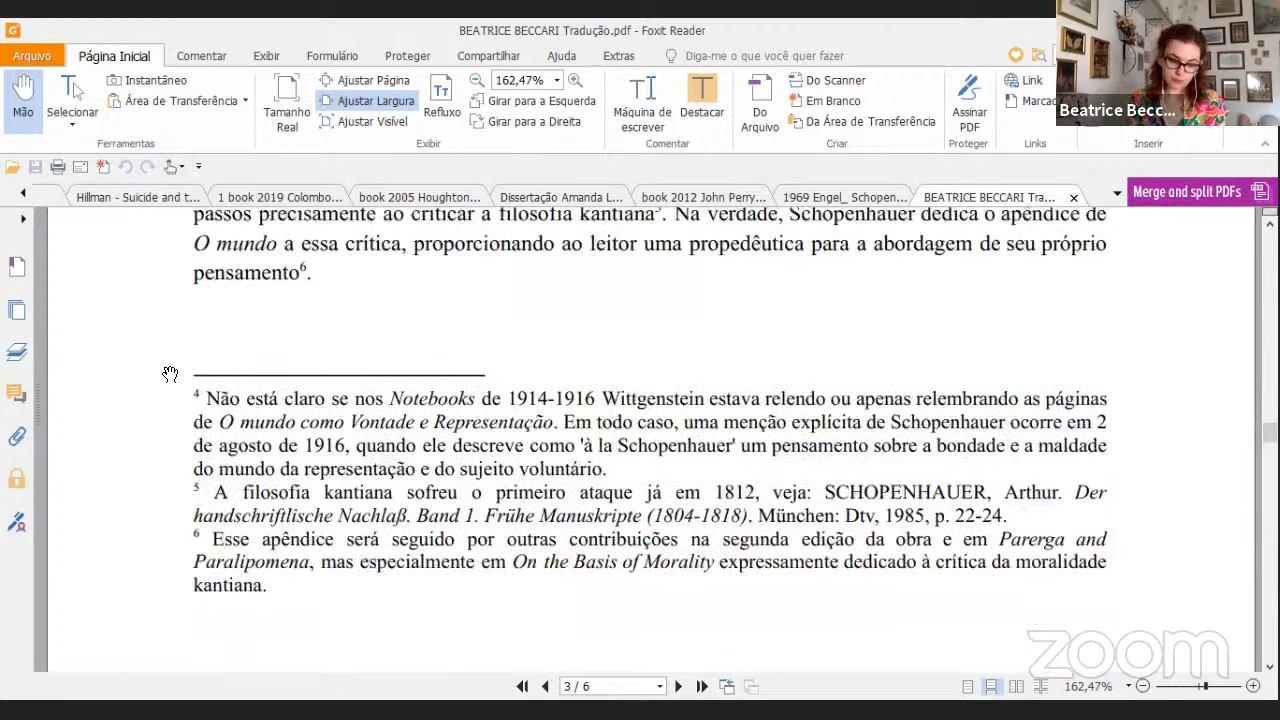 BEATRICE BECCARI Tradução.pdf - Foxit Reader
Arquivo Página Inicial Comentar Exibir Formulário Proteger Compartilhar Extras Ajuda Diga-me o que você quer fazer
Mão
Selecionar
Instantâneo
Área de Transferência
Ferramentas
Tamanho Real
Ajustar Página
Ajustar Largura
Ajustar Visível
Refluxo
162,47%
Girar para a Esquerda
Girar para a Direita
Exibir
Máquina de escrever
Destacar
Comentar
Do Arquivo
Do Scanner
Em Branco
Da Área de Transferência
Criar
Assinar PDF
Proteger
Link
Links
Inserir
Beatrice Becc...
Hillman - Suicide and t... 1 book 2019 Colombo... book 2005 Houghton... Dissertação Amanda L... book 2012 John Perry... 1969 Engel_ Schopen... BEATRICE BECCARI Tra...
Merge and split PDFs
passos precisamente ao criticar a filosofia kantiana⁵. Na verdade, Schopenhauer dedica o apêndice de
O mundo a essa crítica, proporcionando ao leitor uma propedêutica para a abordagem de seu próprio
pensamento⁶.
⁴ Não está claro se nos Notebooks de 1914-1916 Wittgenstein estava relendo ou apenas relembrando as páginas
de O mundo como Vontade e Representação. Em todo caso, uma menção explícita de Schopenhauer ocorre em 2
de agosto de 1916, quando ele descreve como 'à la Schopenhauer' um pensamento sobre a bondade e a maldade
do mundo da representação e do sujeito voluntário.
⁵ A filosofia kantiana sofreu o primeiro ataque já em 1812, veja: SCHOPENHAUER, Arthur. Der
handschriftlische Nachlaß. Band 1. Frühe Manuskripte (1804-1818). München: Dtv, 1985, p. 22-24.
⁶ Esse apêndice será seguido por outras contribuições na segunda edição da obra e em Parerga and
Paralipomena, mas especialmente em On the Basis of Morality expressamente dedicado à crítica da moralidade
kantiana.
zoom
3 / 6
162,47%